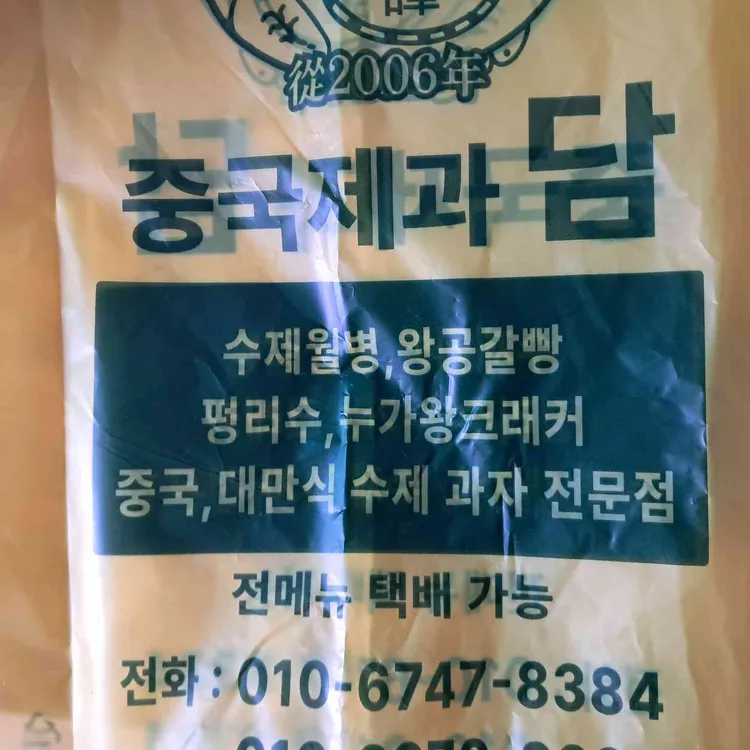 從2006年
중국제과담
수제월병,왕공갈빵
펑리수,누가왕크래커
중국,대만식 수제 과자 전문점
전메뉴 택배 가능
전화 : 010-6747-8384